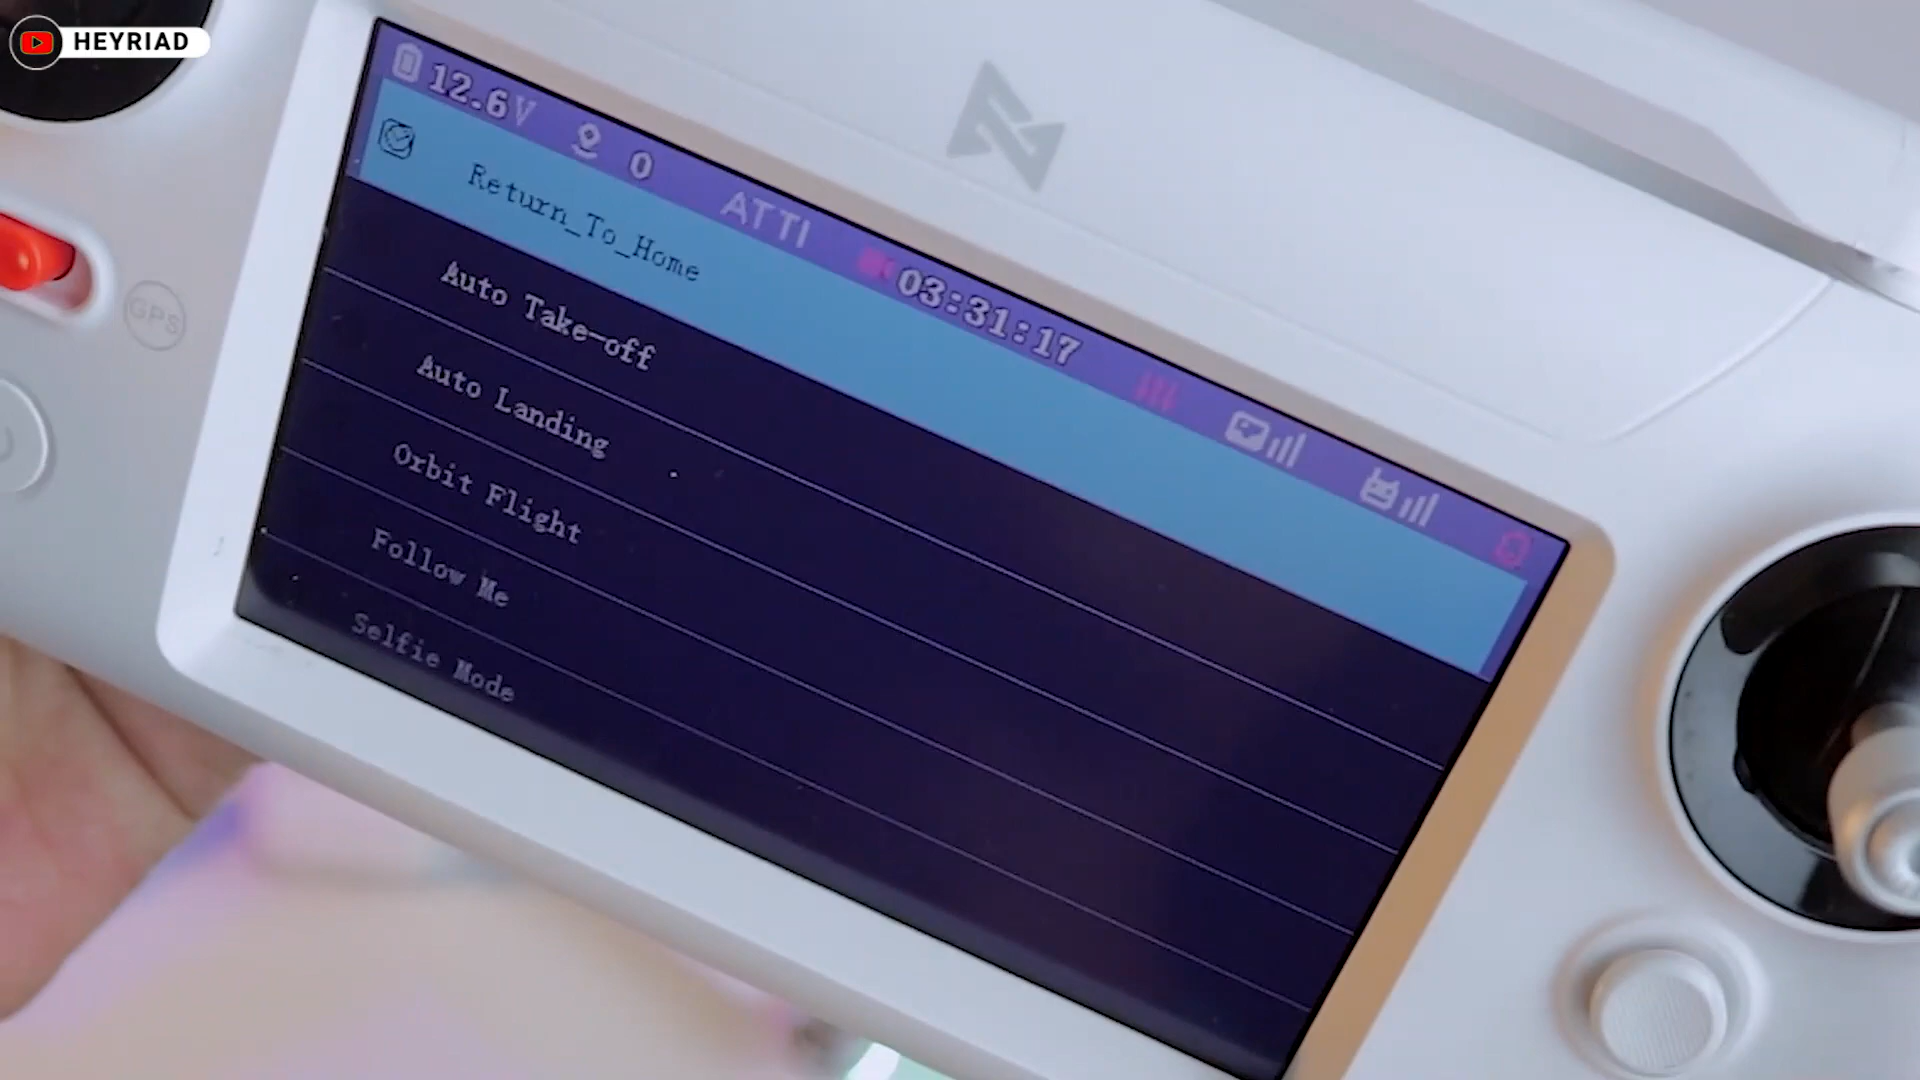 HEYRIAD
12.6V 0 ATTI 03:31:17
Return_To_Home
Auto Take-off
Auto Landing
Orbit Flight
Follow Me
Selfie Mode
GPS